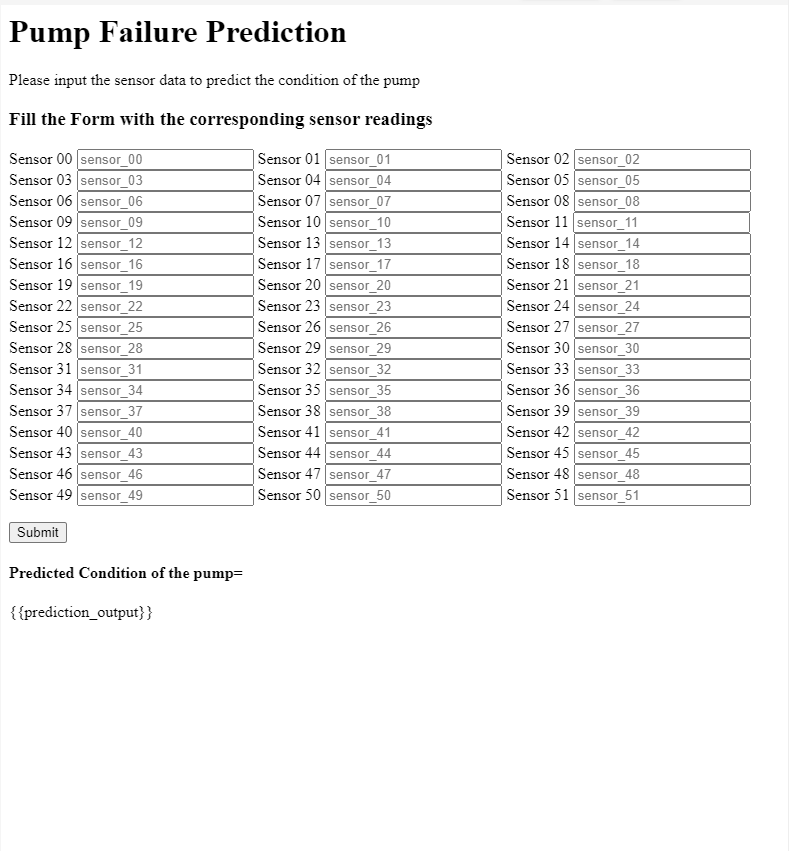 Pump Failure Prediction
Please input the sensor data to predict the condition of the pump
Fill the Form with the corresponding sensor readings
Sensor 00 sensor_00 Sensor 01 sensor_01 Sensor 02 sensor_02
Sensor 03 sensor_03 Sensor 04 sensor_04 Sensor 05 sensor_05
Sensor 06 sensor_06 Sensor 07 sensor_07 Sensor 08 sensor_08
Sensor 09 sensor_09 Sensor 10 sensor_10 Sensor 11 sensor_11
Sensor 12 sensor_12 Sensor 13 sensor_13 Sensor 14 sensor_14
Sensor 16 sensor_16 Sensor 17 sensor_17 Sensor 18 sensor_18
Sensor 19 sensor_19 Sensor 20 sensor_20 Sensor 21 sensor_21
Sensor 22 sensor_22 Sensor 23 sensor_23 Sensor 24 sensor_24
Sensor 25 sensor_25 Sensor 26 sensor_26 Sensor 27 sensor_27
Sensor 28 sensor_28 Sensor 29 sensor_29 Sensor 30 sensor_30
Sensor 31 sensor_31 Sensor 32 sensor_32 Sensor 33 sensor_33
Sensor 34 sensor_34 Sensor 35 sensor_35 Sensor 36 sensor_36
Sensor 37 sensor_37 Sensor 38 sensor_38 Sensor 39 sensor_39
Sensor 40 sensor_40 Sensor 41 sensor_41 Sensor 42 sensor_42
Sensor 43 sensor_43 Sensor 44 sensor_44 Sensor 45 sensor_45
Sensor 46 sensor_46 Sensor 47 sensor_47 Sensor 48 sensor_48
Sensor 49 sensor_49 Sensor 50 sensor_50 Sensor 51 sensor_51
Submit
Predicted Condition of the pump=
{{prediction_output}}